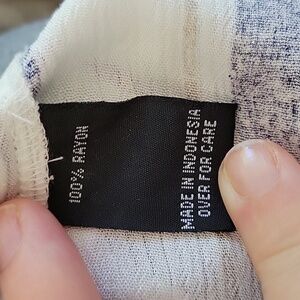 100% RAYON
MADE IN INDONESIA
OVER FOR CARE